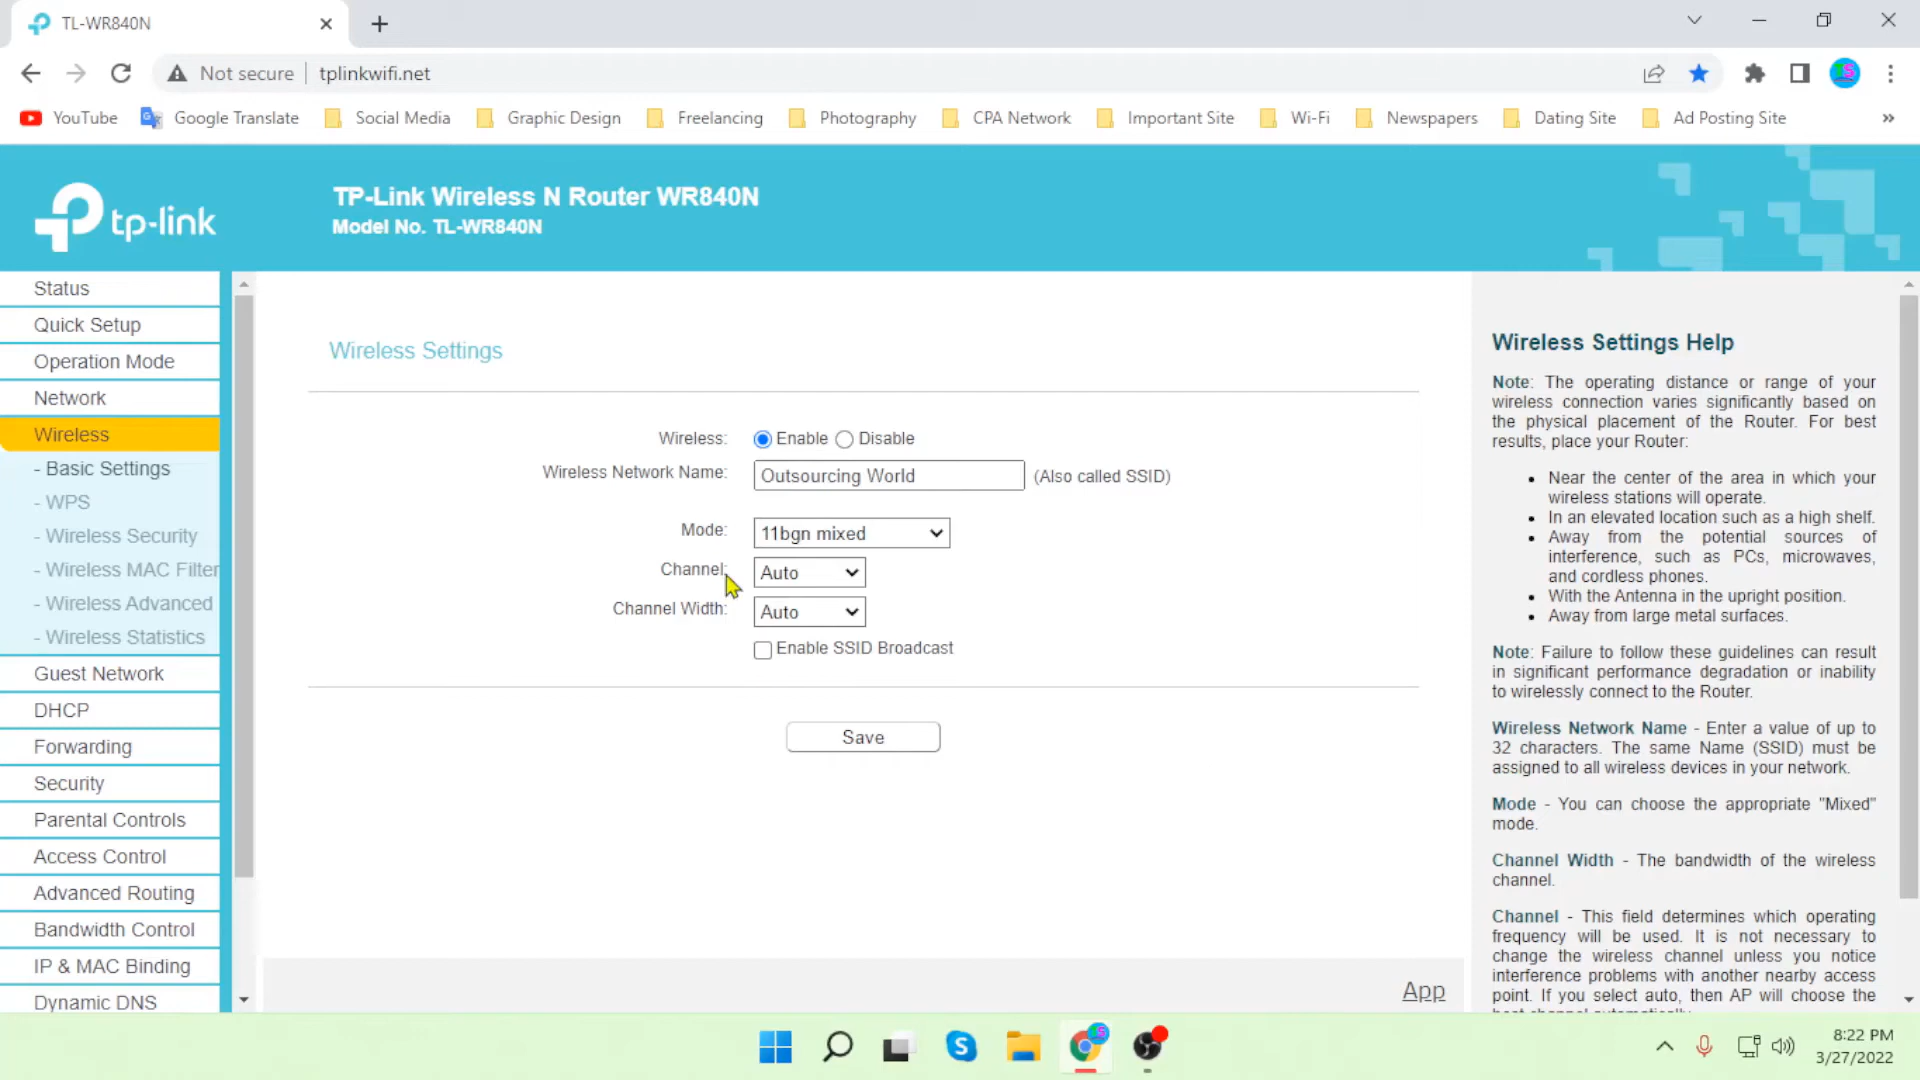 TL-WR840N
Not secure
tplinkwifi.net
YouTube
Google Translate
Social Media
Graphic Design
Freelancing
Photography
CPA Network
Important Site
Wi-Fi
Newspapers
Dating Site
Ad Posting Site
»
tp-link
TP-Link Wireless N Router WR840N
Model No. TL-WR840N
Status
Quick Setup
Operation Mode
Network
Wireless
- Basic Settings
- WPS
- Wireless Security
- Wireless MAC Filter
- Wireless Advanced
- Wireless Statistics
Guest Network
DHCP
Forwarding
Security
Parental Controls
Access Control
Advanced Routing
Bandwidth Control
IP & MAC Binding
Dynamic DNS
Wireless Settings
Wireless: Enable Disable
Wireless Network Name: Outsourcing World (Also called SSID)
Mode: 11bgn mixed
Channel: Auto
Channel Width: Auto
Enable SSID Broadcast
Save
App
Wireless Settings Help
Note: The operating distance or range of your
wireless connection varies significantly based on
the physical placement of the Router. For best
results, place your Router:
• Near the center of the area in which your
wireless stations will operate.
• In an elevated location such as a high shelf.
• Away from the potential sources of
interference, such as PCs, microwaves,
and cordless phones.
• With the Antenna in the upright position.
• Away from large metal surfaces.
Note: Failure to follow these guidelines can result
in significant performance degradation or inability
to wirelessly connect to the Router.
Wireless Network Name - Enter a value of up to
32 characters. The same Name (SSID) must be
assigned to all wireless devices in your network.
Mode - You can choose the appropriate "Mixed"
mode.
Channel Width - The bandwidth of the wireless
channel.
Channel - This field determines which operating
frequency will be used. It is not necessary to
change the wireless channel unless you notice
interference problems with another nearby access
point. If you select auto, then AP will choose the
8:22 PM
3/27/2022